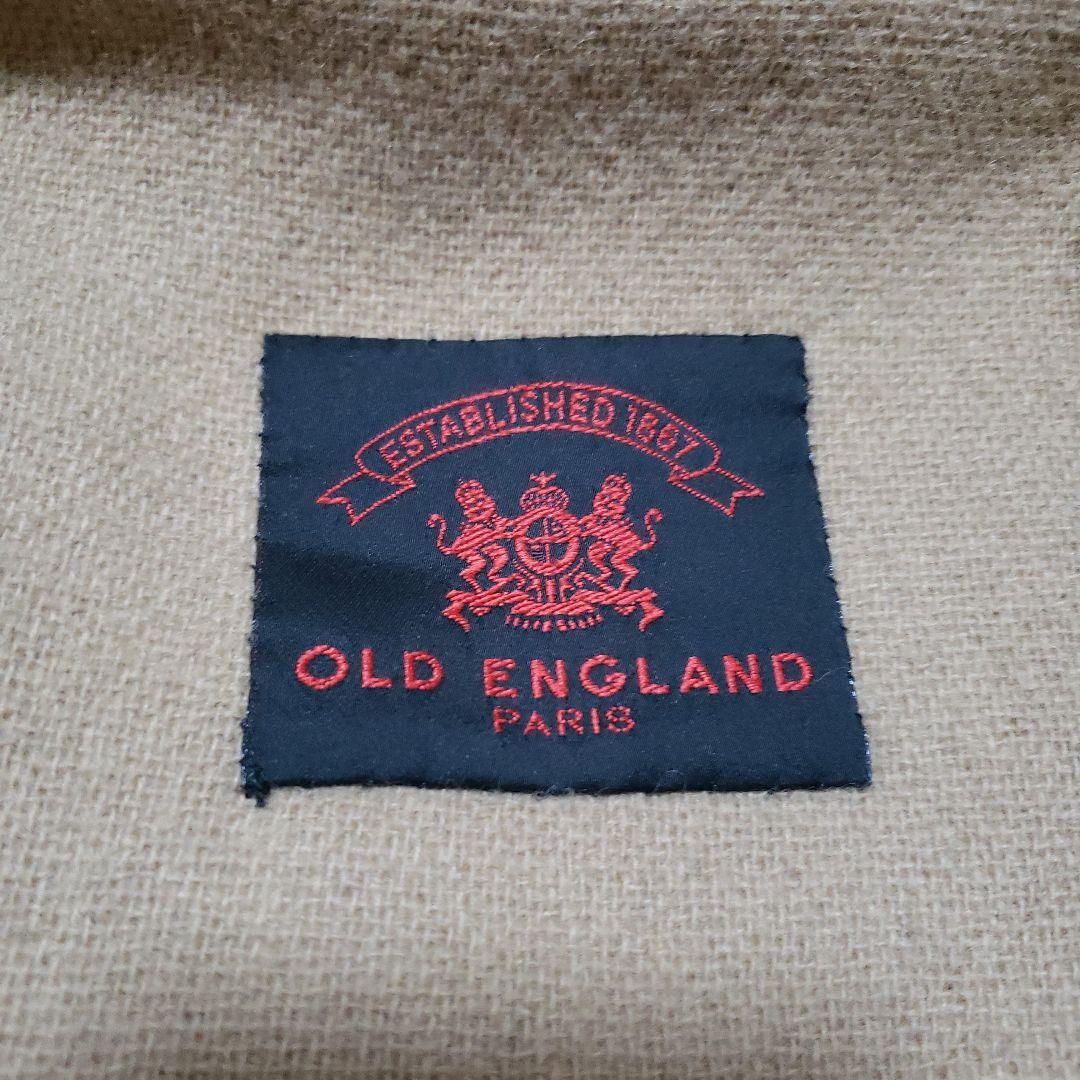 ESTABLISHED 1867
OLD ENGLAND
PARIS